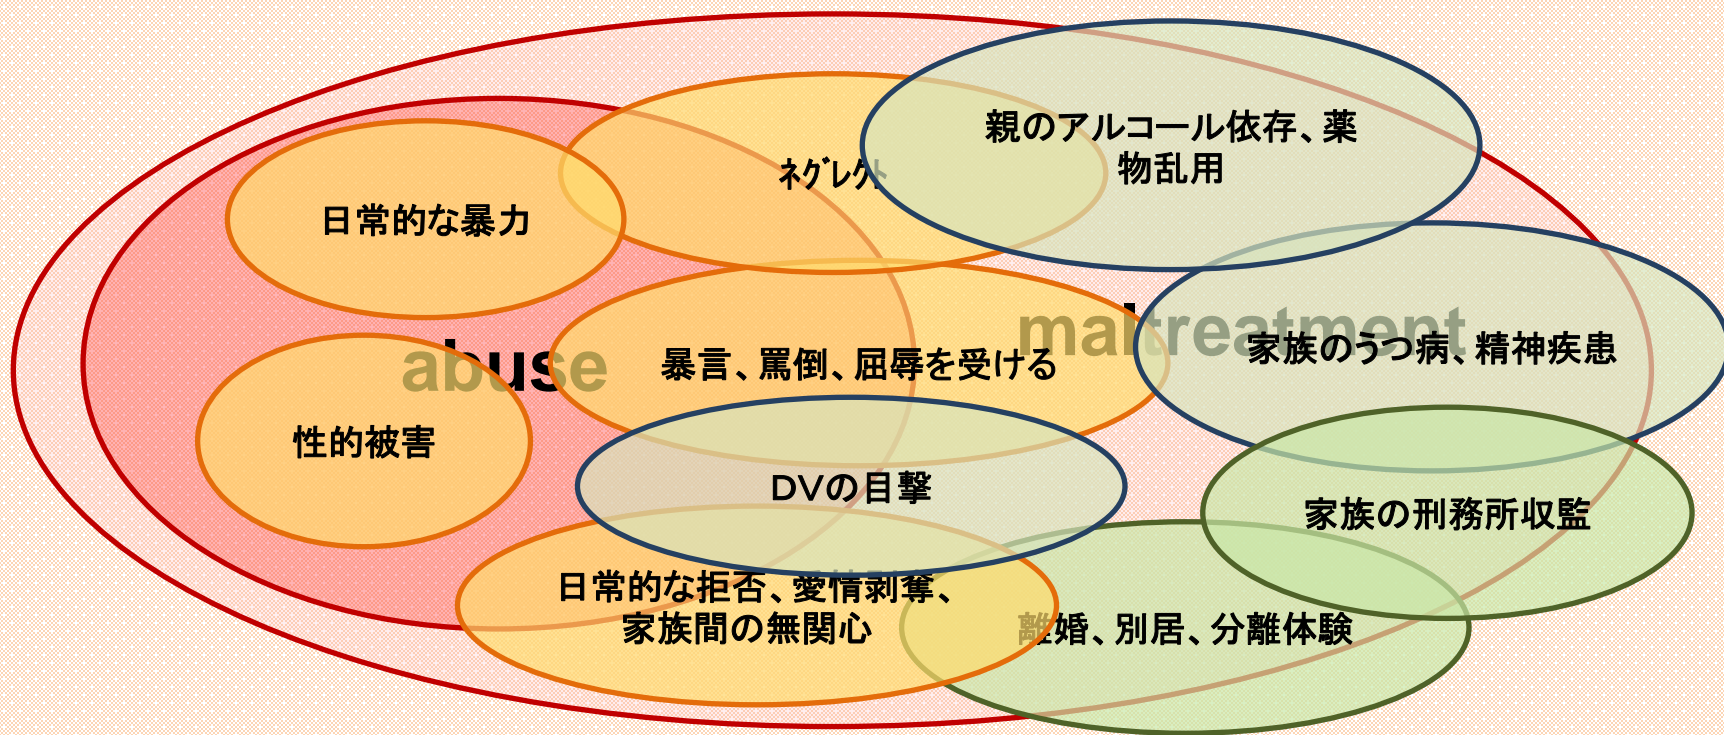 親のアルコール依存、薬
物乱用
ﾈｸﾞﾚｸﾄ
日常的な暴力
maltreatment
家族のうつ病、精神疾患
abuse
暴言、罵倒、屈辱を受ける
性的被害
DVの目撃
家族の刑務所収監
日常的な拒否、愛情剥奪、
家族間の無関心
離婚、別居、分離体験